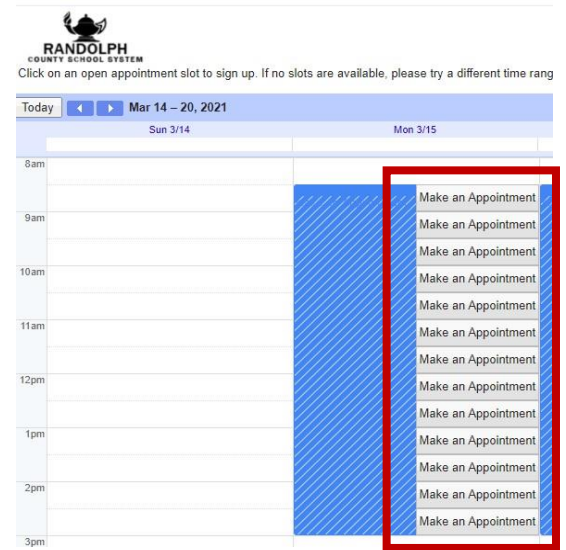 RANDOLPH
COUNTY SCHOOL SYSTEM
Click on an open appointment slot to sign up. If no slots are available, please try a different time rang
Today Mar 14 – 20, 2021
Sun 3/14 Mon 3/15
8am
Make an Appointment
9am Make an Appointment
Make an Appointment
10am Make an Appointment
Make an Appointment
11am Make an Appointment
Make an Appointment
12pm Make an Appointment
Make an Appointment
1pm Make an Appointment
Make an Appointment
2pm Make an Appointment
Make an Appointment
3pm